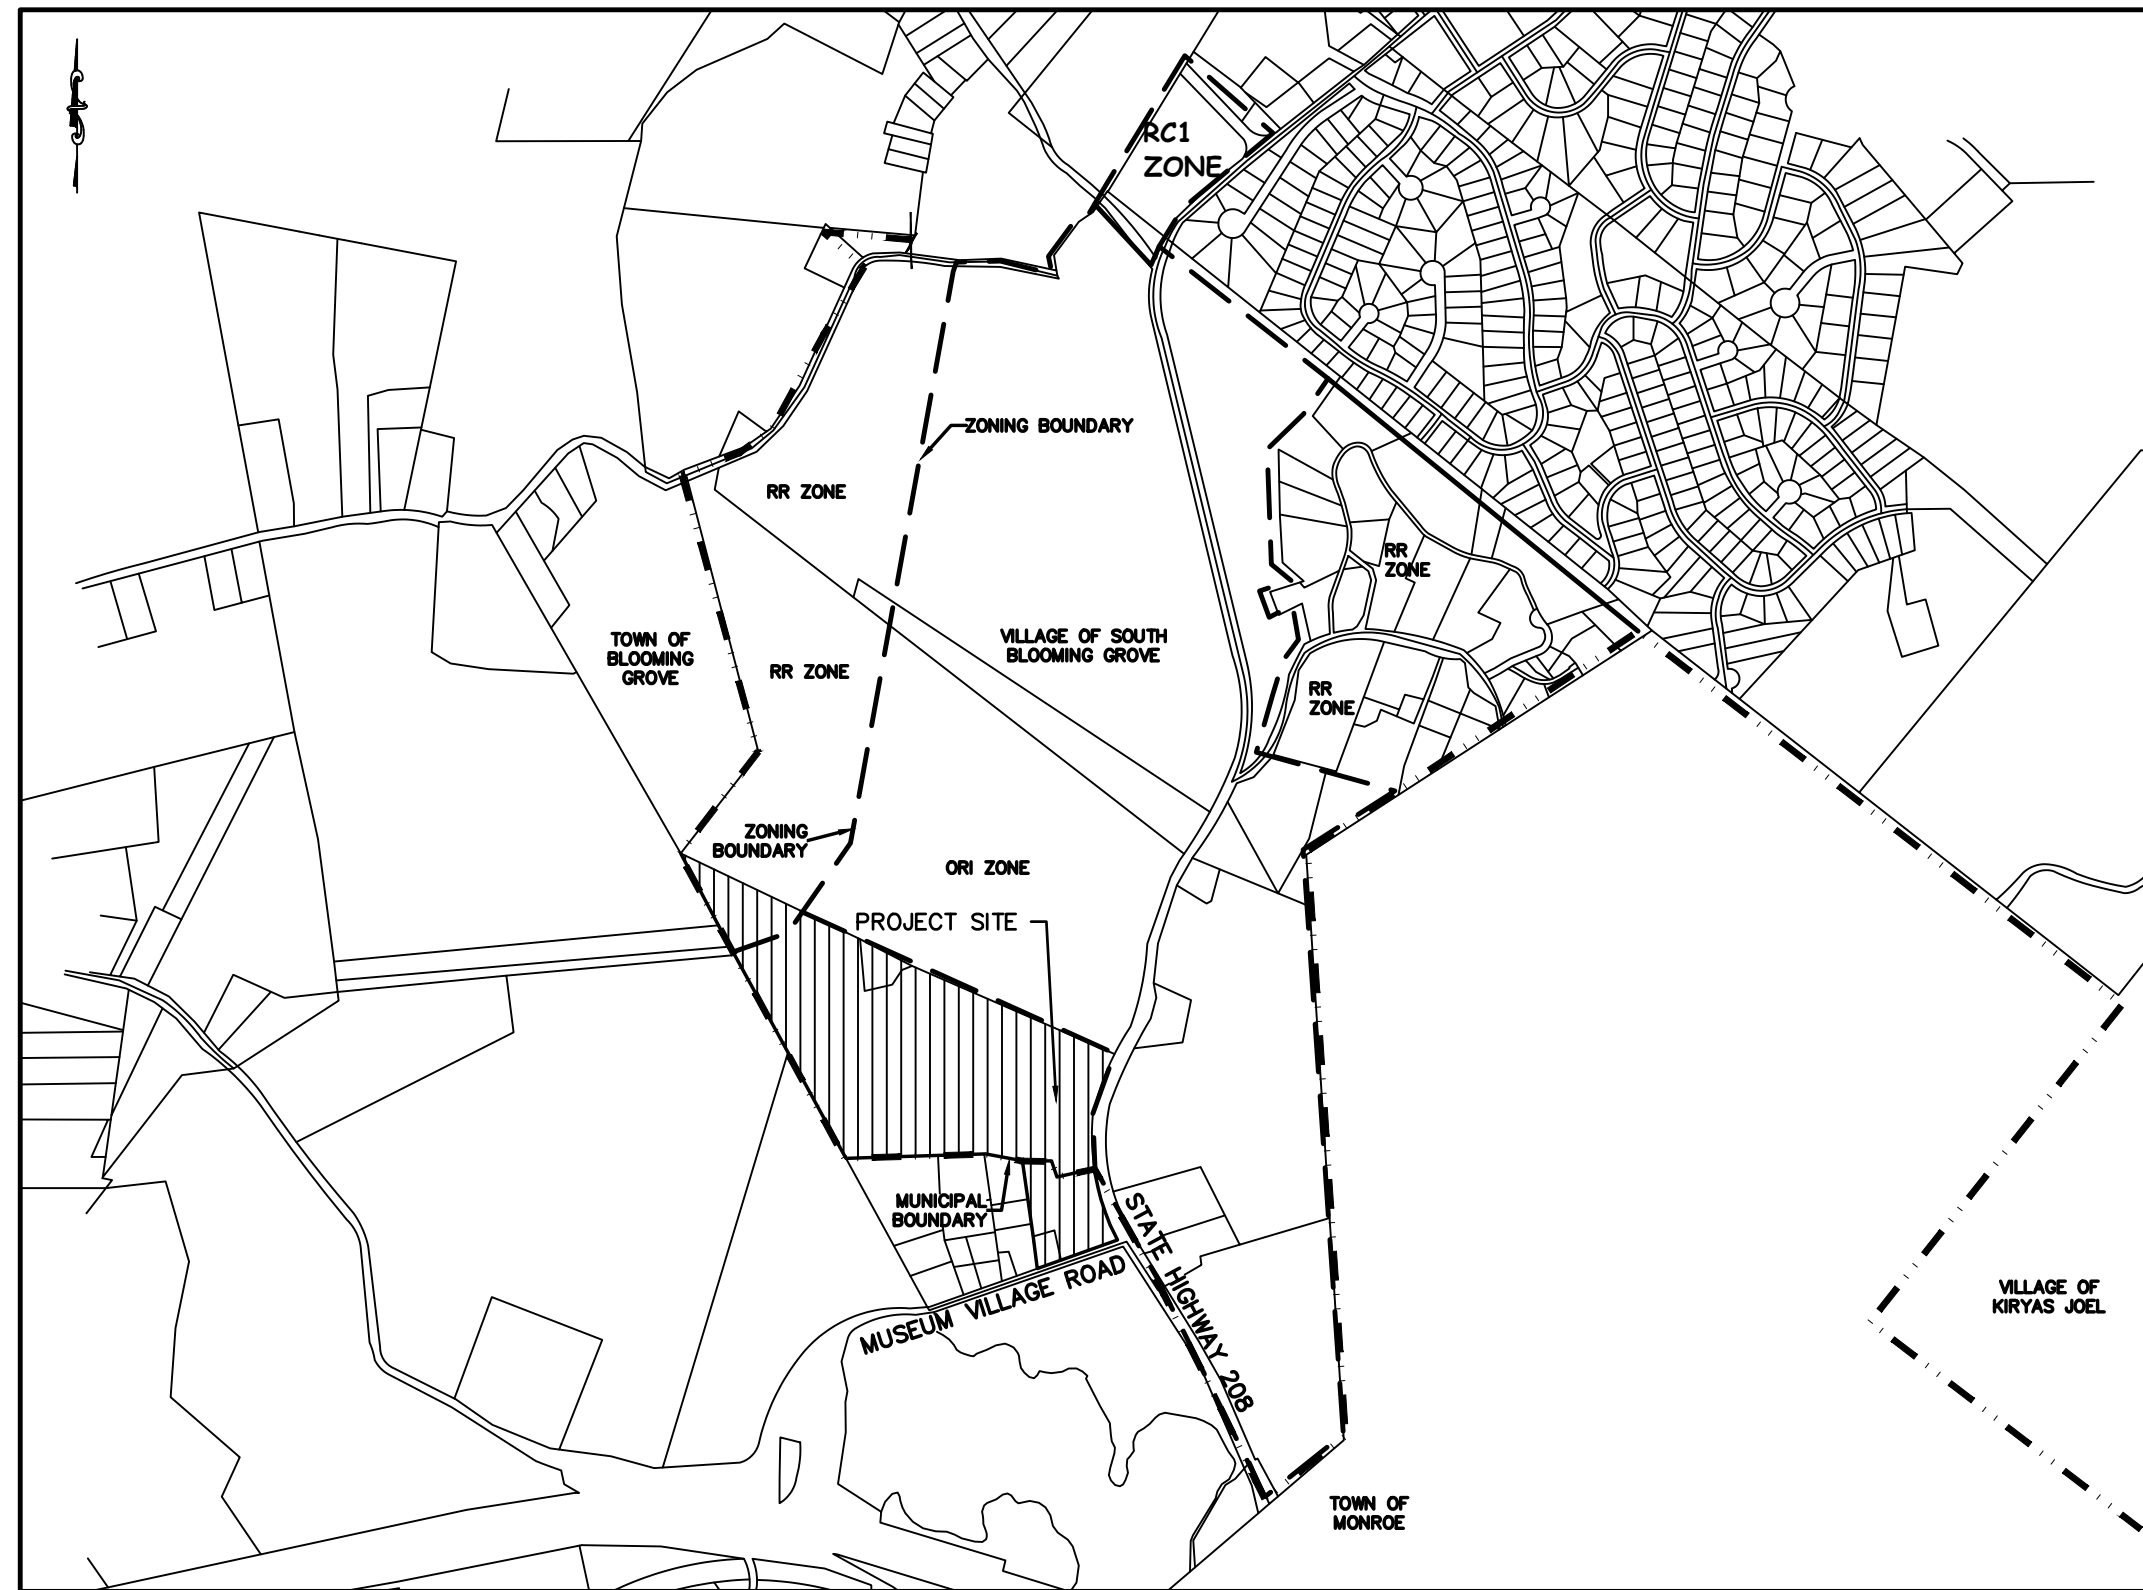 RC1
ZONE
ZONING BOUNDARY
RR ZONE
RR
ZONE
TOWN OF
BLOOMING
GROVE
RR ZONE
VILLAGE OF SOUTH
BLOOMING GROVE
RR
ZONE
ZONING
BOUNDARY
ORI ZONE
PROJECT SITE
MUNICIPAL
BOUNDARY
STATE HIGHWAY 208
MUSEUM VILLAGE ROAD
VILLAGE OF
KIRYAS JOEL
TOWN OF
MONROE